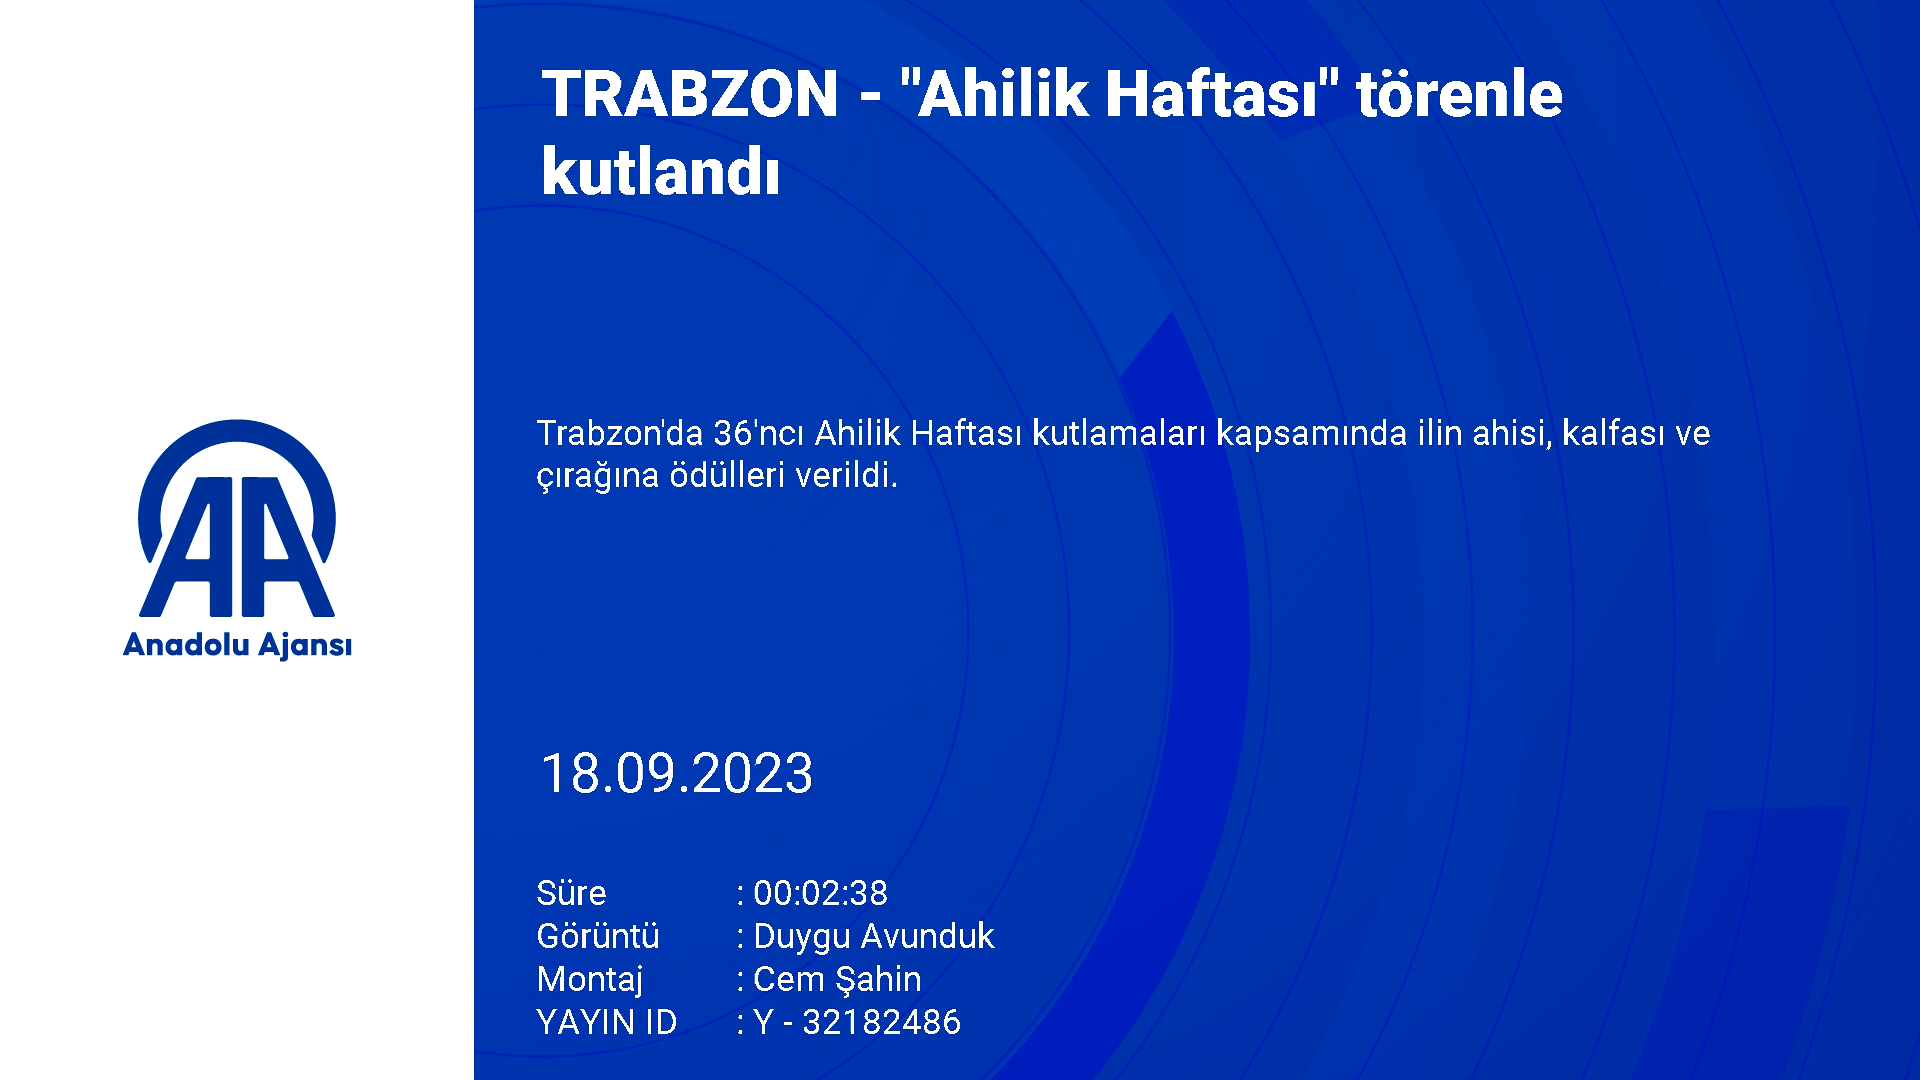 TRABZON - "Ahilik Haftası" törenle
kutlandı
Trabzon'da 36'ncı Ahilik Haftası kutlamaları kapsamında ilin ahisi, kalfası ve
çırağına ödülleri verildi.
AA
Anadolu Ajansı
18.09.2023
Süre : 00:02:38
Görüntü : Duygu Avunduk
Montaj : Cem Şahin
YAYIN ID : Y - 32182486